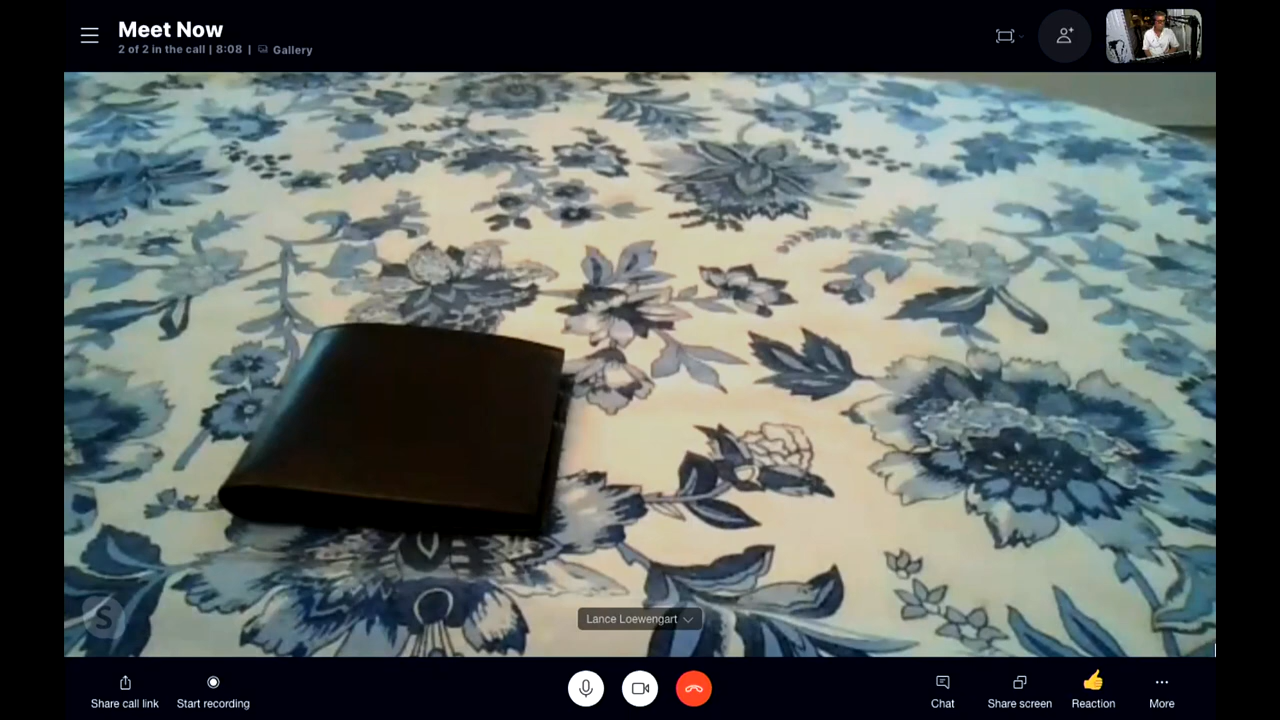 Meet Now
2 of 2 in the call | 8:08 | Gallery
S
Lance Loewengart
Share call link
Start recording
Chat
Share screen
Reaction
More